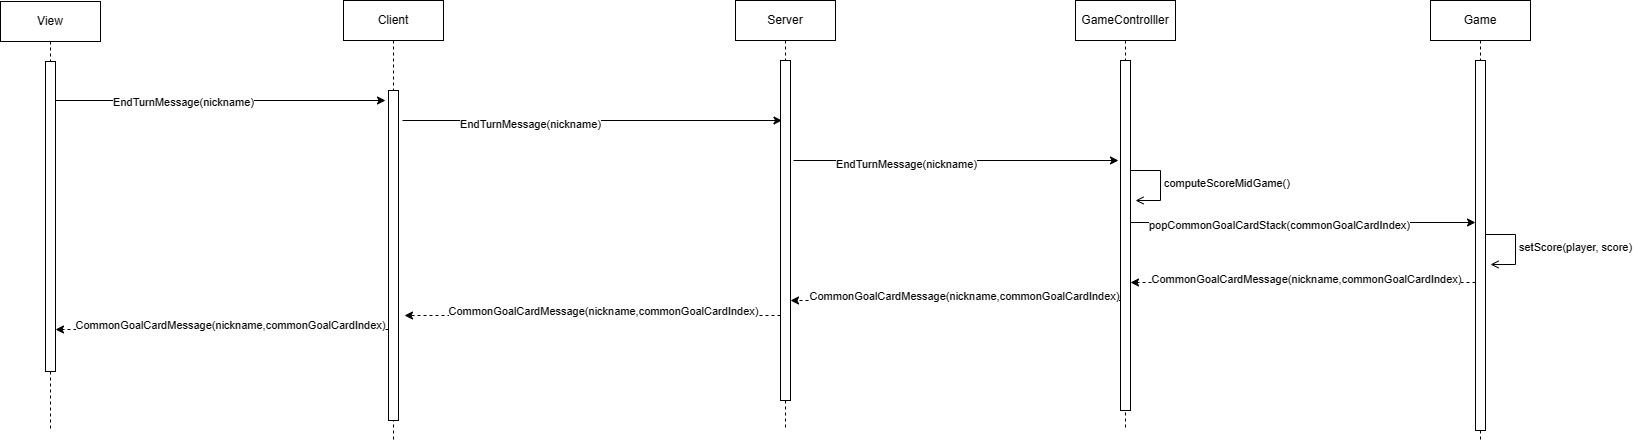 View
Client
Server
GameControlller
Game
EndTurnMessage(nickname)
EndTurnMessage(nickname)
EndTurnMessage(nickname)
computeScoreMidGame()
popCommonGoalCardStack(commonGoalCardIndex)
setScore(player, score)
CommonGoalCardMessage(nickname,commonGoalCardIndex)
CommonGoalCardMessage(nickname,commonGoalCardIndex)
CommonGoalCardMessage(nickname,commonGoalCardIndex)
CommonGoalCardMessage(nickname,commonGoalCardIndex)